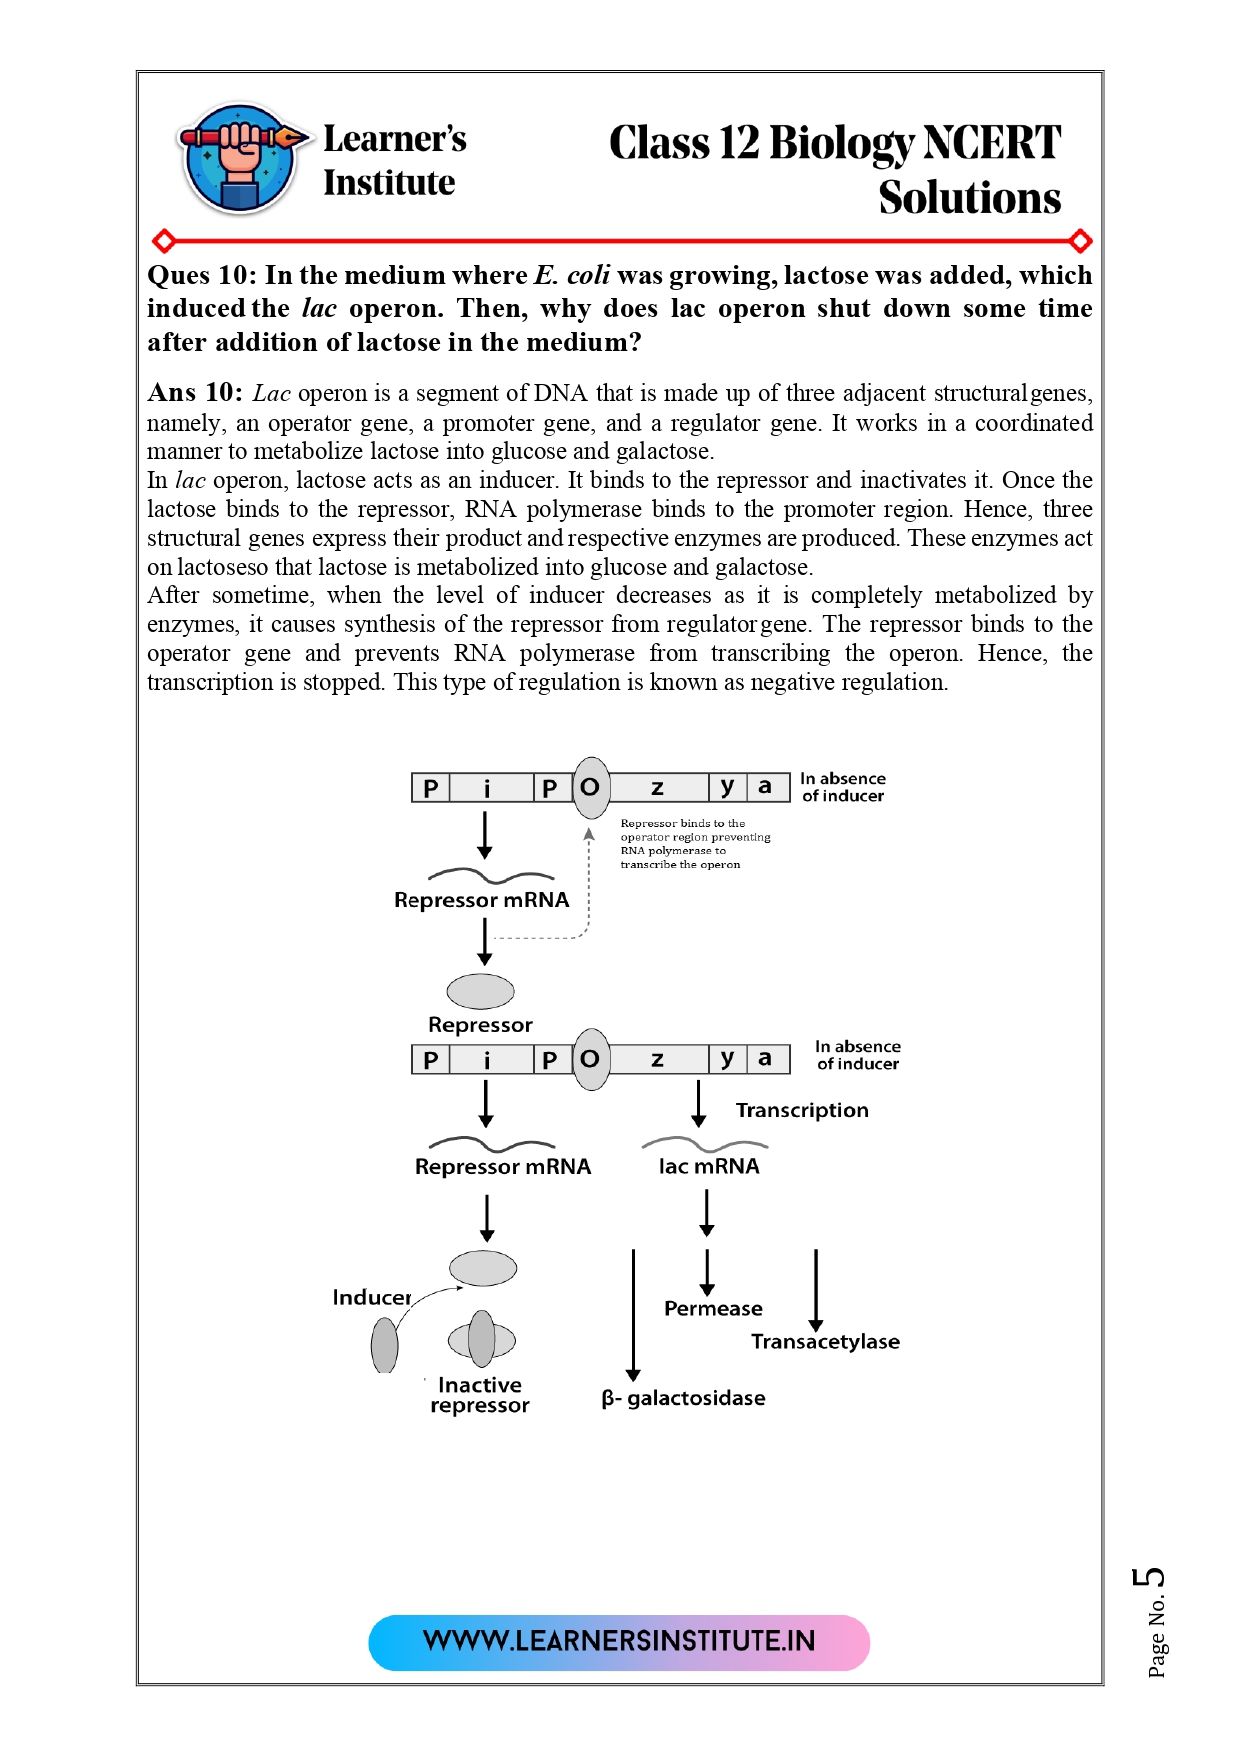 Learner's
Institute
Class 12 Biology NCERT
Solutions
Ques 10: In the medium where E. coli was growing, lactose was added, which
induced the lac operon. Then, why does lac operon shut down some time
after addition of lactose in the medium?
Ans 10: Lac operon is a segment of DNA that is made up of three adjacent structuralgenes,
namely, an operator gene, a promoter gene, and a regulator gene. It works in a coordinated
manner to metabolize lactose into glucose and galactose.
In lac operon, lactose acts as an inducer. It binds to the repressor and inactivates it. Once the
lactose binds to the repressor, RNA polymerase binds to the promoter region. Hence, three
structural genes express their product and respective enzymes are produced. These enzymes act
on lactoseso that lactose is metabolized into glucose and galactose.
After sometime, when the level of inducer decreases as it is completely metabolized by
enzymes, it causes synthesis of the repressor from regulator gene. The repressor binds to the
operator gene and prevents RNA polymerase from transcribing the operon. Hence, the
transcription is stopped. This type of regulation is known as negative regulation.
P i P O z y a
In absence
of inducer
Repressor binds to the
operator region preventing
RNA polymerase to
transcribe the operon
Repressor mRNA
Repressor
P i P O z y a
In absence
of inducer
Transcription
Repressor mRNA
lac mRNA
Inducer
Permease
Transacetylase
Inactive
repressor
β- galactosidase
WWW.LEARNERSINSTITUTE.IN
Page No. 5